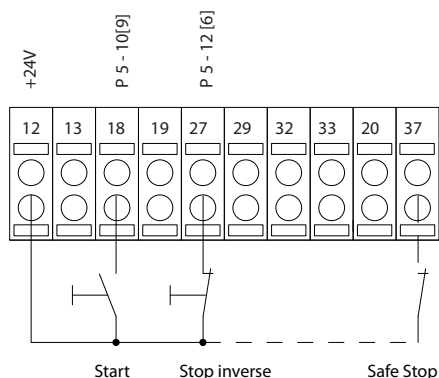 +24V
P 5 - 10[9]
P 5 - 12 [6]
12 13 18 19 27 29 32 33 20 37
Start Stop inverse Safe Stop